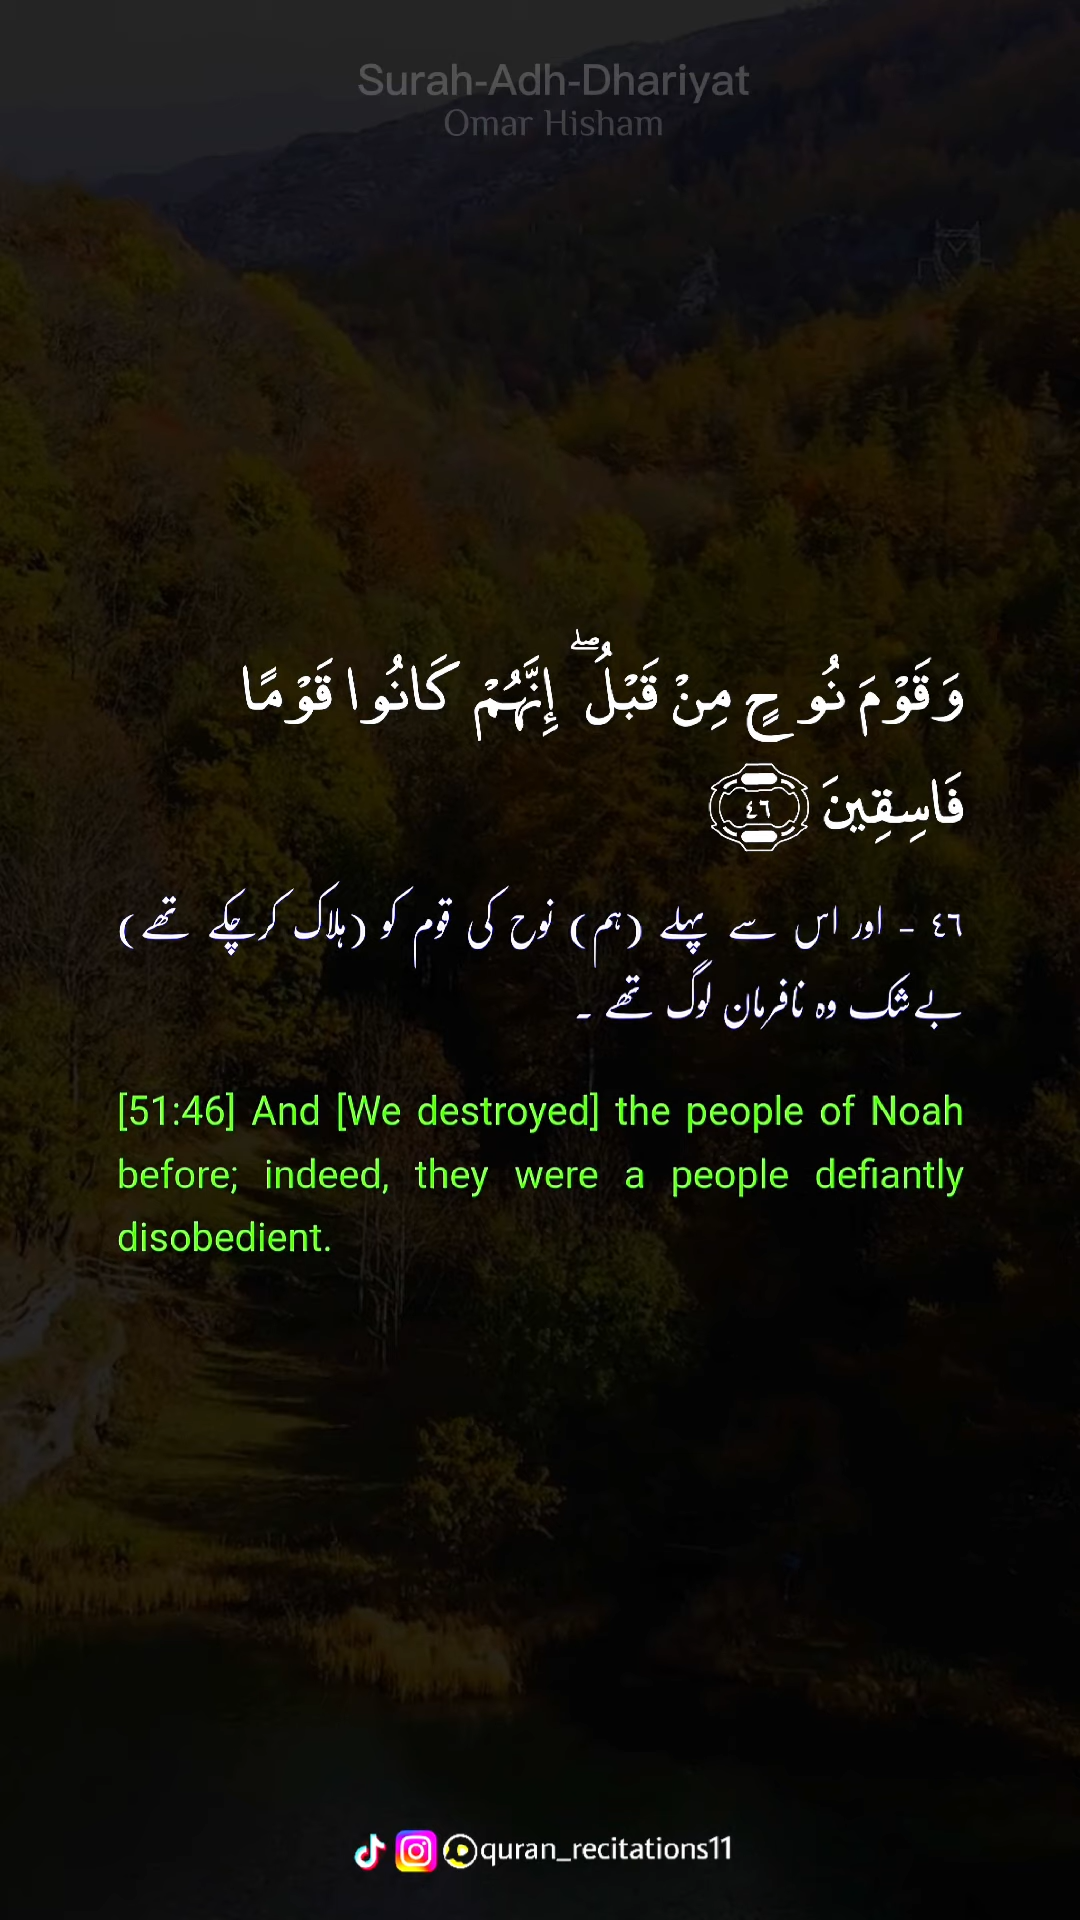 Surah-Adh-Dhariyat
Omar Hisham
وَقَوْمَ نُوحٍ مِنْ قَبْلُ ۖ إِنَّهُمْ كَانُوا قَوْمًا
فَاسِقِينَ ٤٦
٤٦ - اور اس سے پہلے (ہم) نوح کی قوم کو (ہلاک کرچکے تھے)
بےشک وہ نافرمان لوگ تھے ۔
[51:46] And [We destroyed] the people of Noah
before; indeed, they were a people defiantly
disobedient.
quran_recitations11